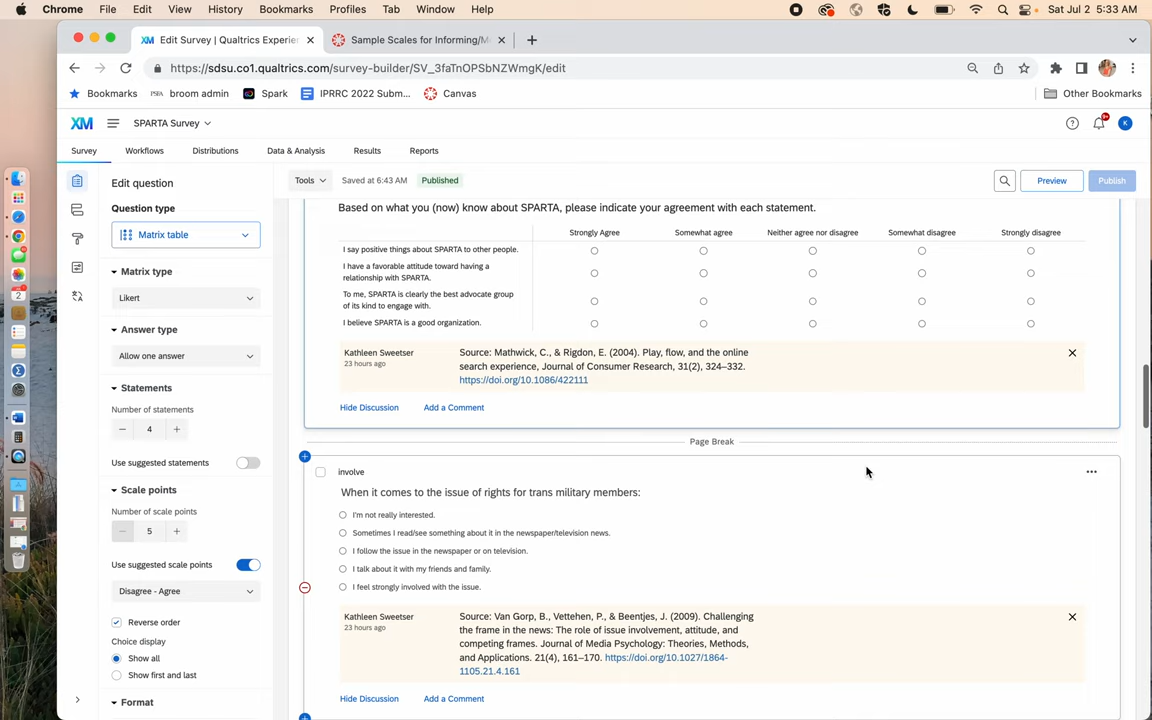 Chrome File Edit View History Bookmarks Profiles Tab Window Help Sat Jul 2 5:33 AM
XM Edit Survey | Qualtrics Experien Sample Scales for Informing/M
https://sdsu.co1.qualtrics.com/survey-builder/SV_3faTnOPSbNZWmgK/edit
Bookmarks broom admin Spark IPRRC 2022 Subm... Canvas Other Bookmarks
XM SPARTA Survey K
Survey Workflows Distributions Data & Analysis Results Reports
Edit question
Tools Saved at 6:43 AM Published Preview Publish
Question type
Matrix table
Matrix type
Likert
Answer type
Allow one answer
Statements
Number of statements
4
Use suggested statements
Scale points
Number of scale points
5
Use suggested scale points
Disagree - Agree
Reverse order
Choice display
Show all
Show first and last
Format
Based on what you (now) know about SPARTA, please indicate your agreement with each statement.
Strongly Agree Somewhat agree Neither agree nor disagree Somewhat disagree Strongly disagree
I say positive things about SPARTA to other people.
I have a favorable attitude toward having a
relationship with SPARTA.
To me, SPARTA is clearly the best advocate group
of its kind to engage with.
I believe SPARTA is a good organization.
Kathleen Sweetser
23 hours ago
Source: Mathwick, C., & Rigdon, E. (2004). Play, flow, and the online
search experience, Journal of Consumer Research, 31(2), 324–332.
https://doi.org/10.1086/422111
Hide Discussion Add a Comment
Page Break
involve
When it comes to the issue of rights for trans military members:
I'm not really interested.
Sometimes I read/see something about it in the newspaper/television news.
I follow the issue in the newspaper or on television.
I talk about it with my friends and family.
I feel strongly involved with the issue.
Kathleen Sweetser
23 hours ago
Source: Van Gorp, B., Vettehen, P., & Beentjes, J. (2009). Challenging
the frame in the news: The role of issue involvement, attitude, and
competing frames. Journal of Media Psychology: Theories, Methods,
and Applications. 21(4), 161–170. https://doi.org/10.1027/1864-
1105.21.4.161
Hide Discussion Add a Comment